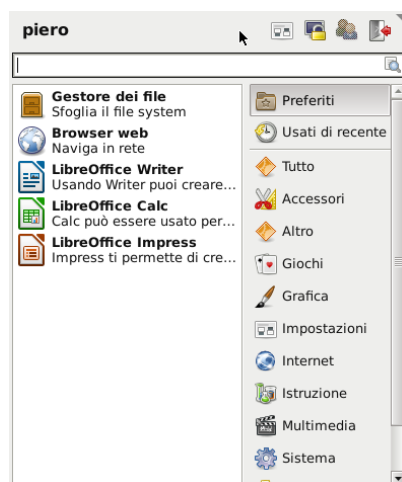 piero
Gestore dei file
Sfoglia il file system
Browser web
Naviga in rete
LibreOffice Writer
Usando Writer puoi creare...
LibreOffice Calc
Calc può essere usato per...
LibreOffice Impress
Impress ti permette di cre...
Preferiti
Usati di recente
Tutto
Accessori
Altro
Giochi
Grafica
Impostazioni
Internet
Istruzione
Multimedia
Sistema